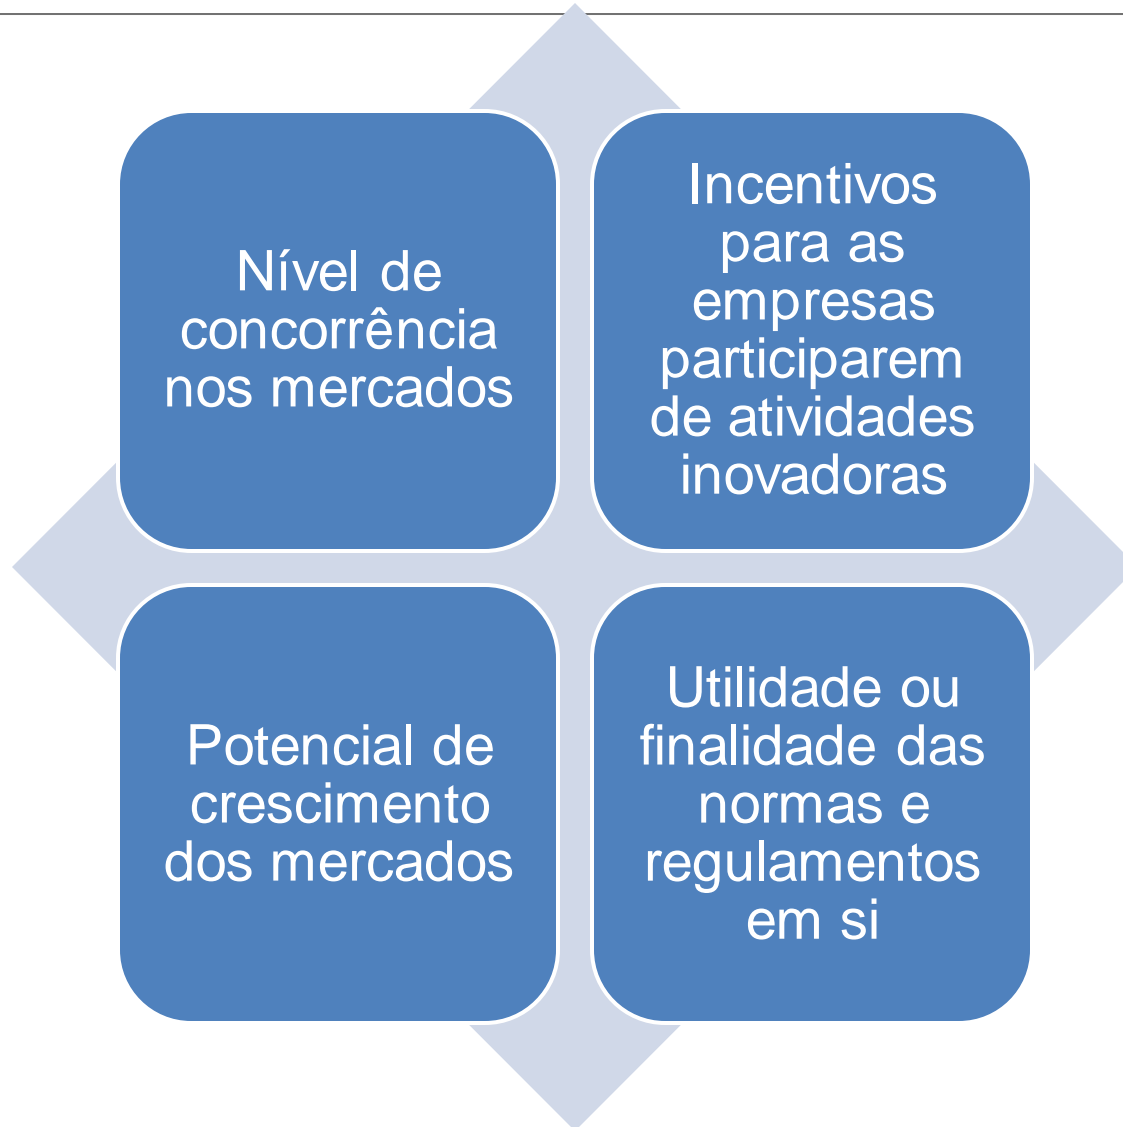 Nível de
concorrência
nos mercados
Incentivos
para as
empresas
participarem
de atividades
inovadoras
Potencial de
crescimento
dos mercados
Utilidade ou
finalidade das
normas e
regulamentos
em si